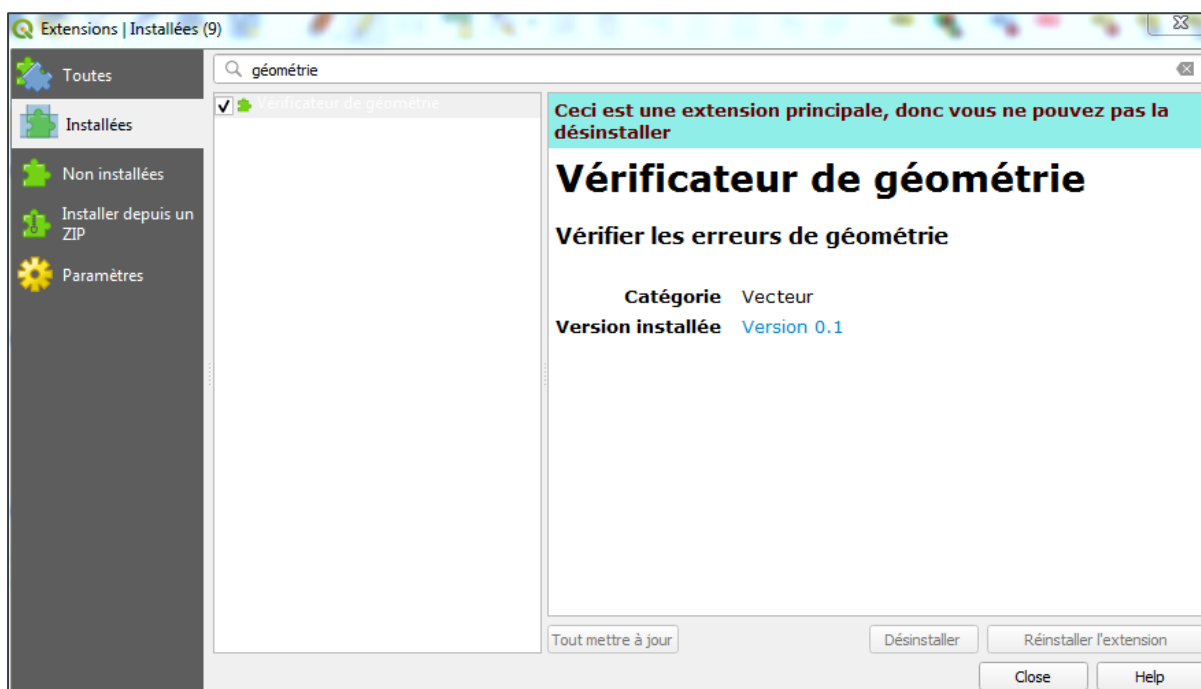 Extensions | Installées (9)
Toutes
Installées
Non installées
Installer depuis un
ZIP
Paramètres
géométrie
Vérificateur de géométrie
Ceci est une extension principale, donc vous ne pouvez pas la
désinstaller
Vérificateur de géométrie
Vérifier les erreurs de géométrie
Catégorie Vecteur
Version installée Version 0.1
Tout mettre à jour
Désinstaller
Réinstaller l'extension
Close
Help